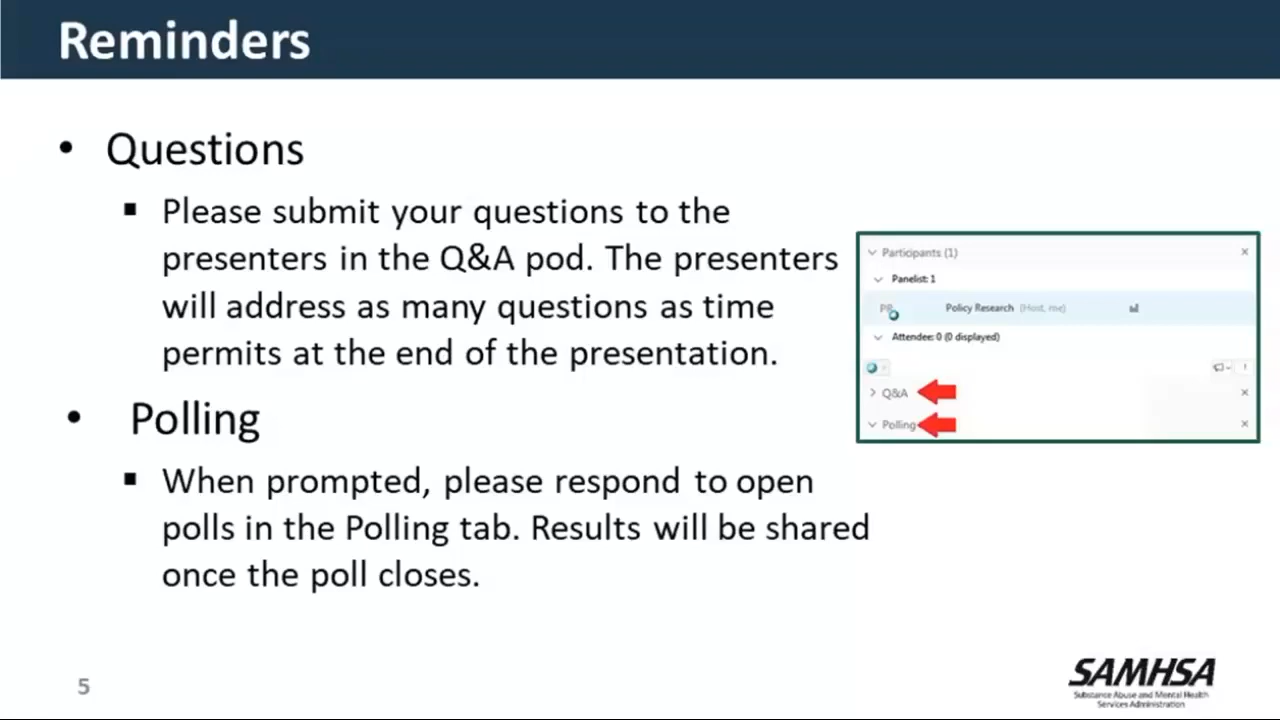 Reminders
• Questions
▪ Please submit your questions to the
presenters in the Q&A pod. The presenters
will address as many questions as time
permits at the end of the presentation.
• Polling
▪ When prompted, please respond to open
polls in the Polling tab. Results will be shared
once the poll closes.
Participants (1)
Panelist: 1
Policy Research (Host, me)
Attendee: 0 (0 displayed)
Q&A
Polling
5
SAMHSA
Substance Abuse and Mental Health
Services Administration